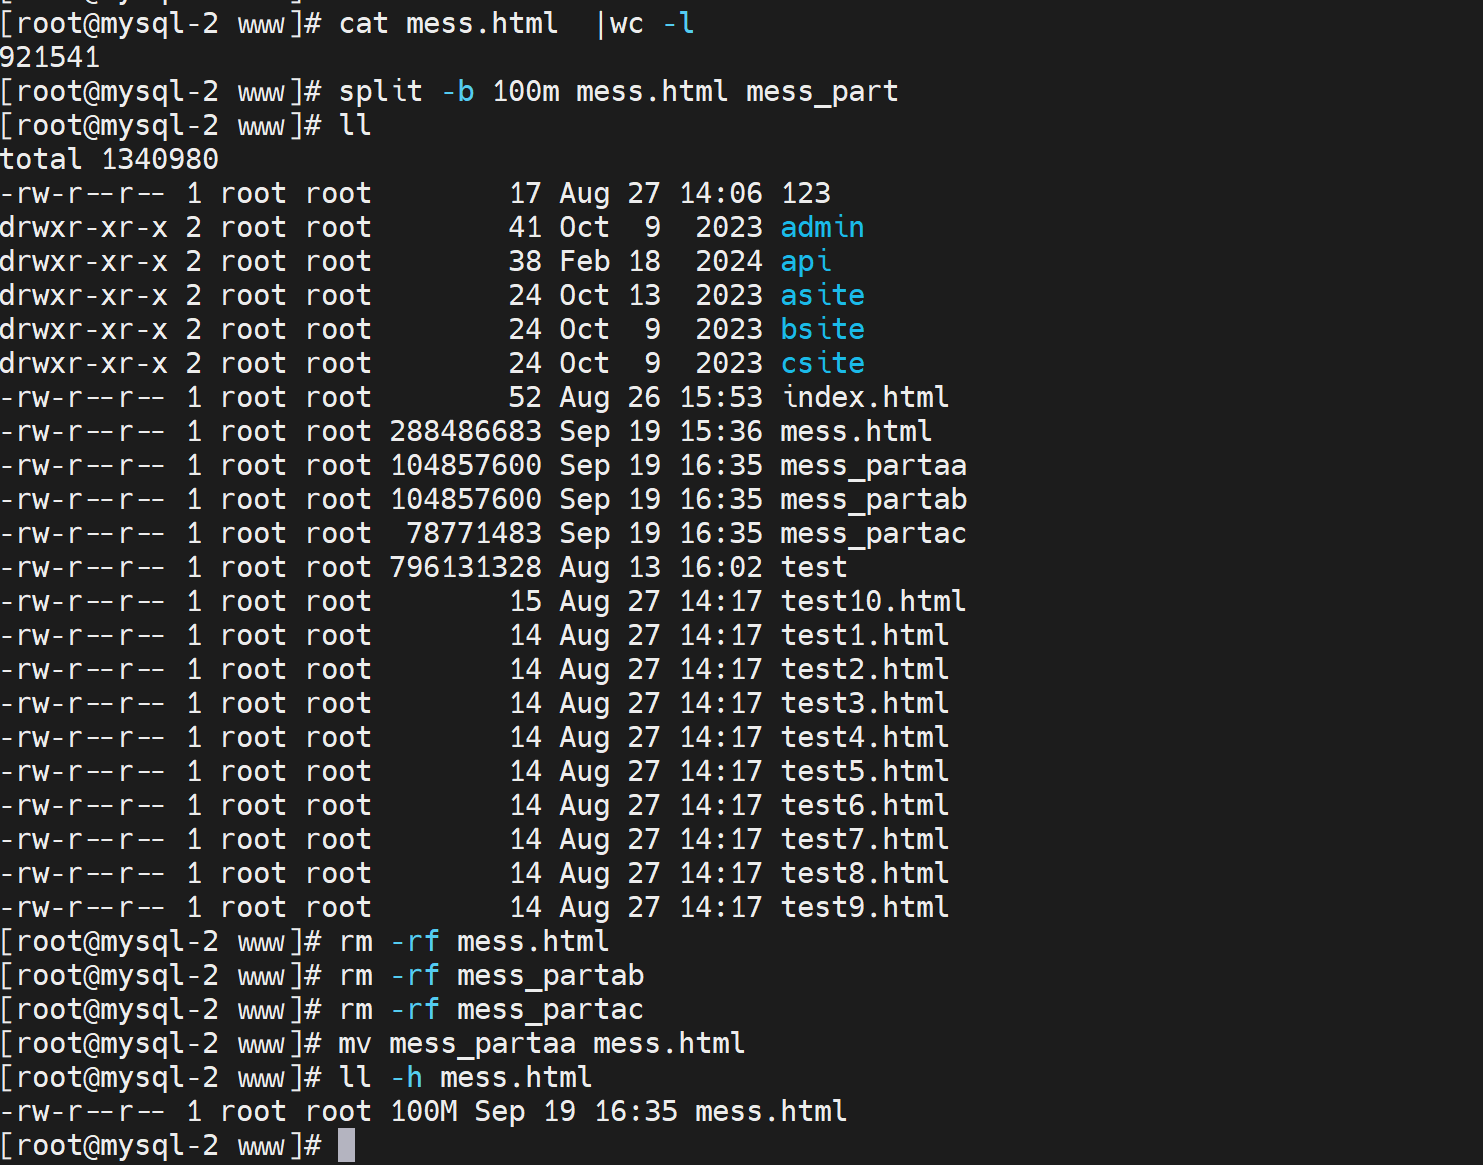 [root@mysql-2 www]# cat mess.html  |wc -l
921541
[root@mysql-2 www]# split -b 100m mess.html mess_part
[root@mysql-2 www]# ll
total 1340980
-rw-r--r-- 1 root root        17 Aug 27 14:06 123
drwxr-xr-x 2 root root        41 Oct  9  2023 admin
drwxr-xr-x 2 root root        38 Feb 18  2024 api
drwxr-xr-x 2 root root        24 Oct 13  2023 asite
drwxr-xr-x 2 root root        24 Oct  9  2023 bsite
drwxr-xr-x 2 root root        24 Oct  9  2023 csite
-rw-r--r-- 1 root root        52 Aug 26 15:53 index.html
-rw-r--r-- 1 root root 288486683 Sep 19 15:36 mess.html
-rw-r--r-- 1 root root 104857600 Sep 19 16:35 mess_partaa
-rw-r--r-- 1 root root 104857600 Sep 19 16:35 mess_partab
-rw-r--r-- 1 root root  78771483 Sep 19 16:35 mess_partac
-rw-r--r-- 1 root root 796131328 Aug 13 16:02 test
-rw-r--r-- 1 root root        15 Aug 27 14:17 test10.html
-rw-r--r-- 1 root root        14 Aug 27 14:17 test1.html
-rw-r--r-- 1 root root        14 Aug 27 14:17 test2.html
-rw-r--r-- 1 root root        14 Aug 27 14:17 test3.html
-rw-r--r-- 1 root root        14 Aug 27 14:17 test4.html
-rw-r--r-- 1 root root        14 Aug 27 14:17 test5.html
-rw-r--r-- 1 root root        14 Aug 27 14:17 test6.html
-rw-r--r-- 1 root root        14 Aug 27 14:17 test7.html
-rw-r--r-- 1 root root        14 Aug 27 14:17 test8.html
-rw-r--r-- 1 root root        14 Aug 27 14:17 test9.html
[root@mysql-2 www]# rm -rf mess.html
[root@mysql-2 www]# rm -rf mess_partab
[root@mysql-2 www]# rm -rf mess_partac
[root@mysql-2 www]# mv mess_partaa mess.html
[root@mysql-2 www]# ll -h mess.html
-rw-r--r-- 1 root root 100M Sep 19 16:35 mess.html
[root@mysql-2 www]#